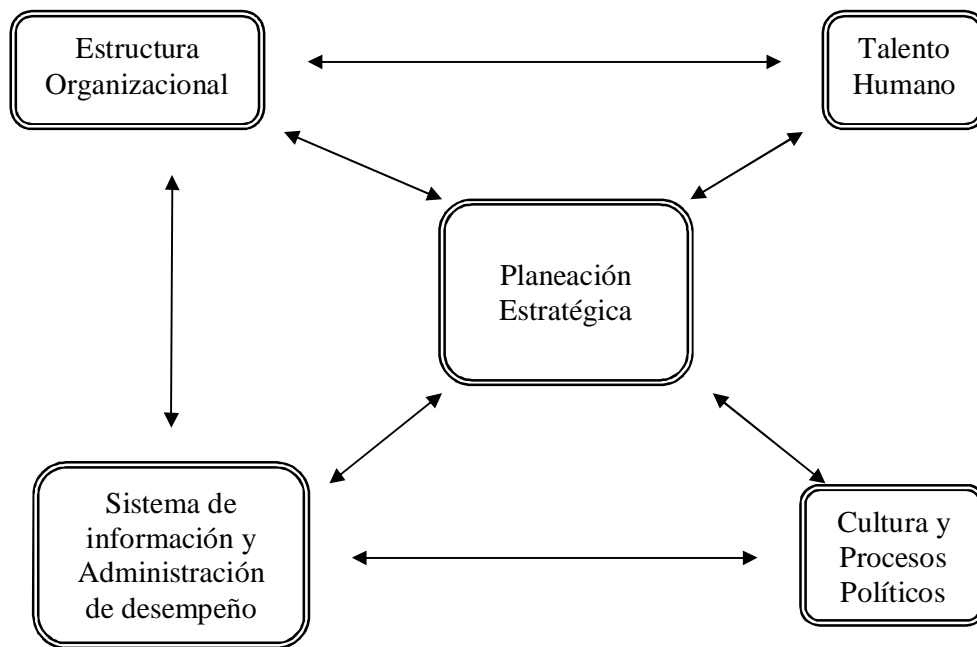 Estructura
Organizacional
Talento
Humano
Planeación
Estratégica
Sistema de
información y
Administración
de desempeño
Cultura y
Procesos
Políticos